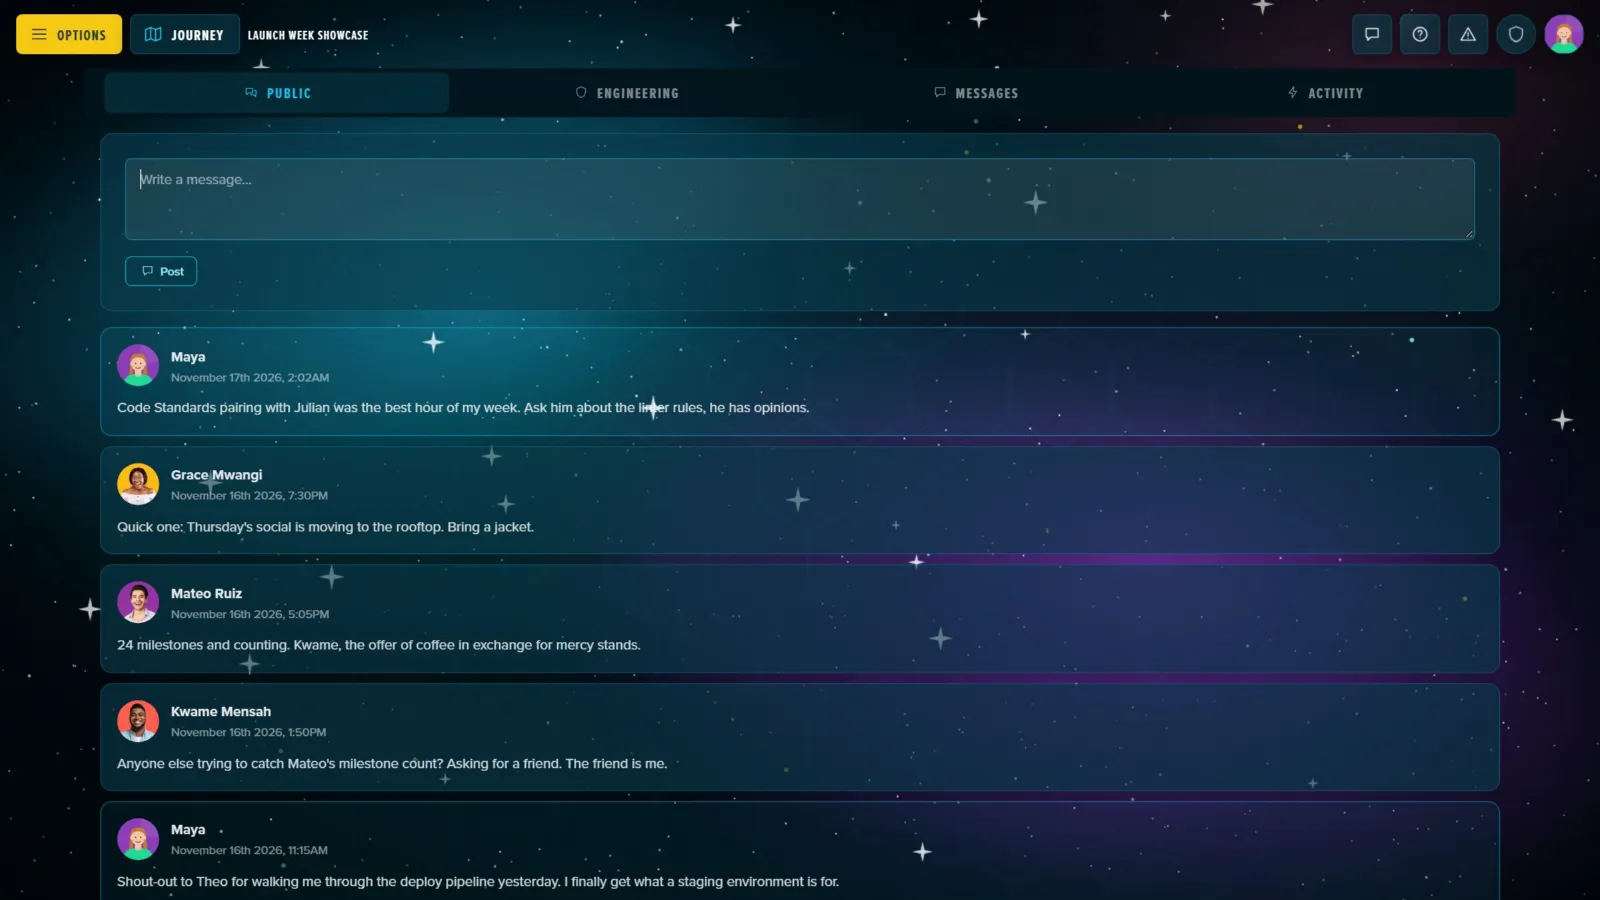 OPTIONS
JOURNEY
LAUNCH WEEK SHOWCASE
PUBLIC
ENGINEERING
MESSAGES
ACTIVITY
Write a message...
Post
Maya
November 17th 2026, 2:02AM
Code Standards pairing with Julian was the best hour of my week. Ask him about the linter rules, he has opinions.
Grace Mwangi
November 16th 2026, 7:30PM
Quick one: Thursday's social is moving to the rooftop. Bring a jacket.
Mateo Ruiz
November 16th 2026, 5:05PM
24 milestones and counting. Kwame, the offer of coffee in exchange for mercy stands.
Kwame Mensah
November 16th 2026, 1:50PM
Anyone else trying to catch Mateo's milestone count? Asking for a friend. The friend is me.
Maya
November 16th 2026, 11:15AM
Shout-out to Theo for walking me through the deploy pipeline yesterday. I finally get what a staging environment is for.